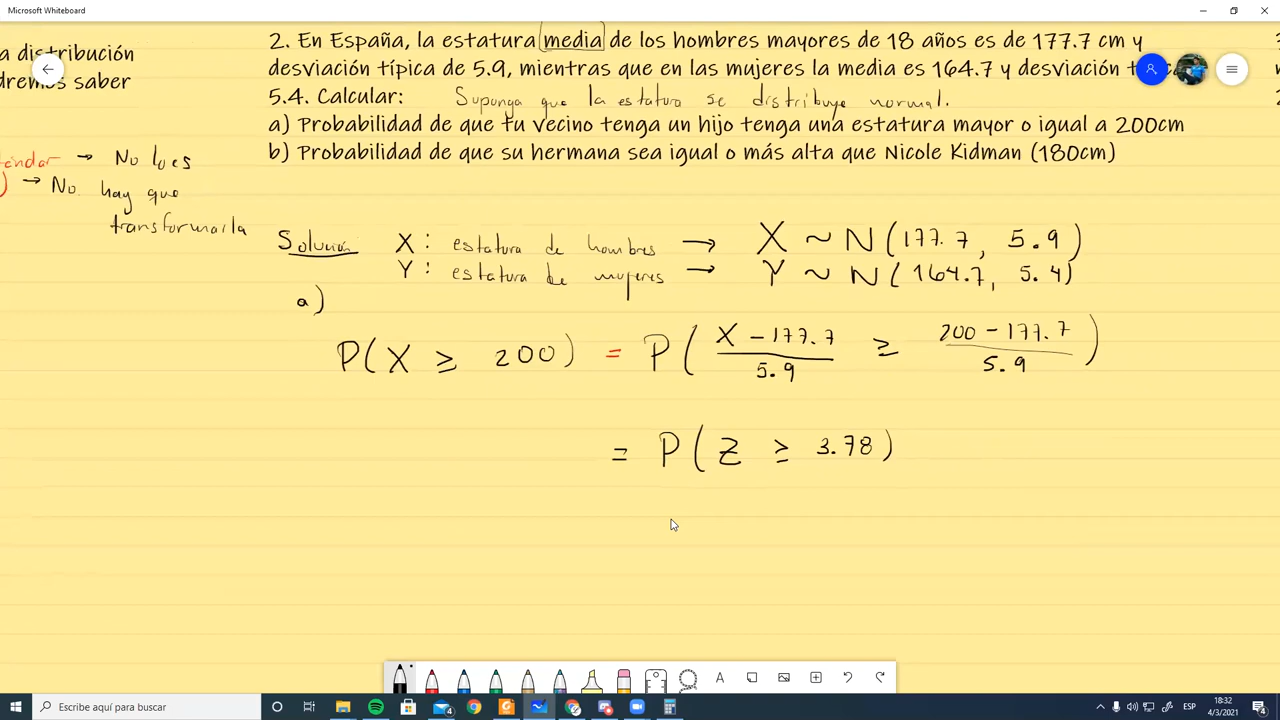 Microsoft Whiteboard
a distribución
dremos saber
ándar → No lo es
) → No. hay que
transformarla
2. En España, la estatura media de los hombres mayores de 18 años es de 177.7 cm y
desviación típica de 5.9, mientras que en las mujeres la media es 164.7 y desviación t
5.4. Calcular: Suponga que la estatura se distribuye normal.
a) Probabilidad de que tu vecino tenga un hijo tenga una estatura mayor o igual a 200cm
b) Probabilidad de que su hermana sea igual o más alta que Nicole Kidman (180cm)
Solución X : estatura de hombres → X ~ N(177.7, 5.9)
Y : estatura de mujeres → Y ~ N(164.7, 5.4)
a)
P(X ≥ 200) = P( (X - 177.7)/5.9 ≥ (200 - 177.7)/5.9 )
= P(Z ≥ 3.78)
A
Escribe aquí para buscar
4
ESP
18:32
4/3/2021
4